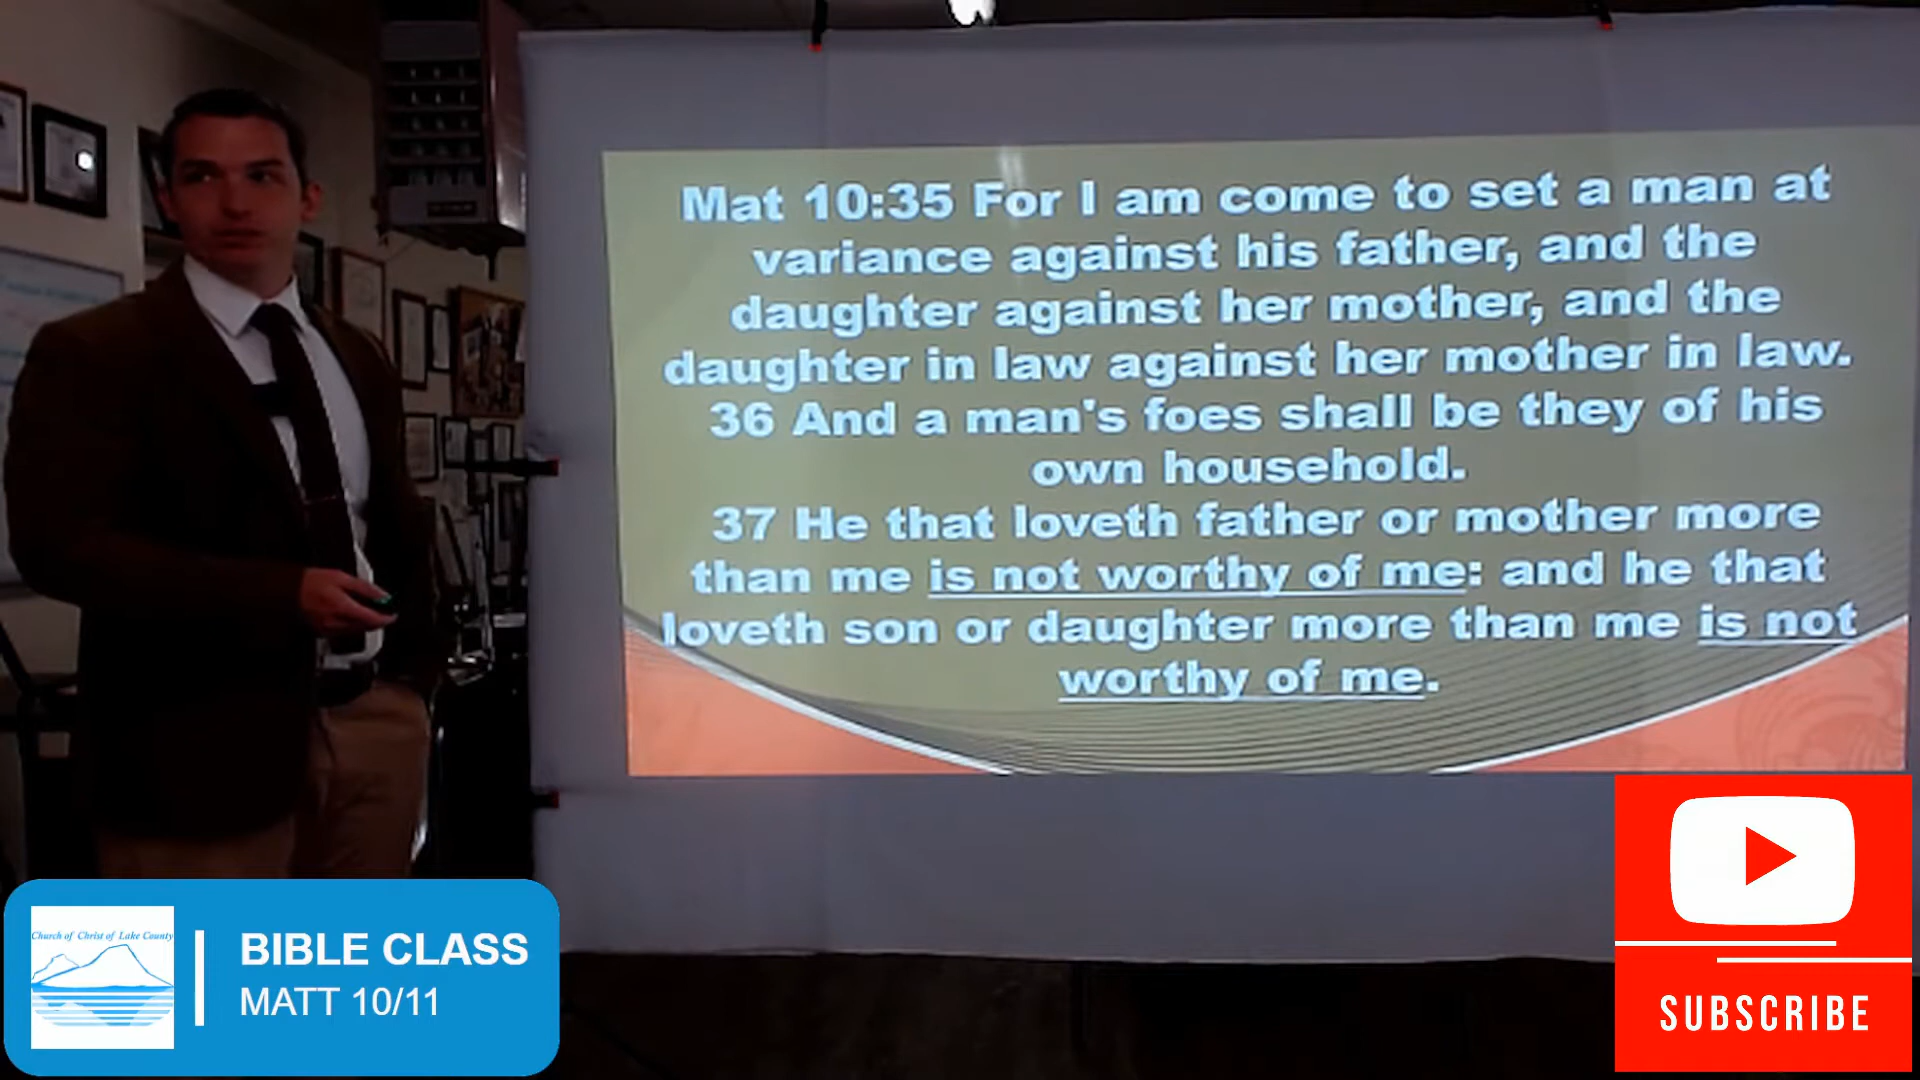 Mat 10:35 For I am come to set a man at
variance against his father, and the
daughter against her mother, and the
daughter in law against her mother in law.
36 And a man's foes shall be they of his
own household.
37 He that loveth father or mother more
than me is not worthy of me: and he that
loveth son or daughter more than me is not
worthy of me.
Church of Christ of Lake County
BIBLE CLASS
MATT 10/11
SUBSCRIBE